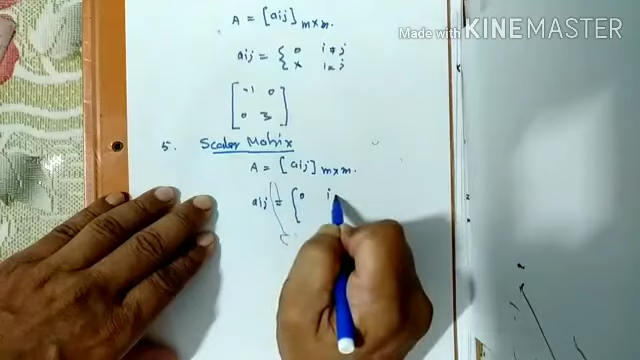 Made with KINEMASTER
A = [aij] m×n.
aij = { 0 i≠j
x i=j
[ -1 0
0 3 ]
5. Scalar Matrix
A = [aij] m×n.
aij = { 0 i